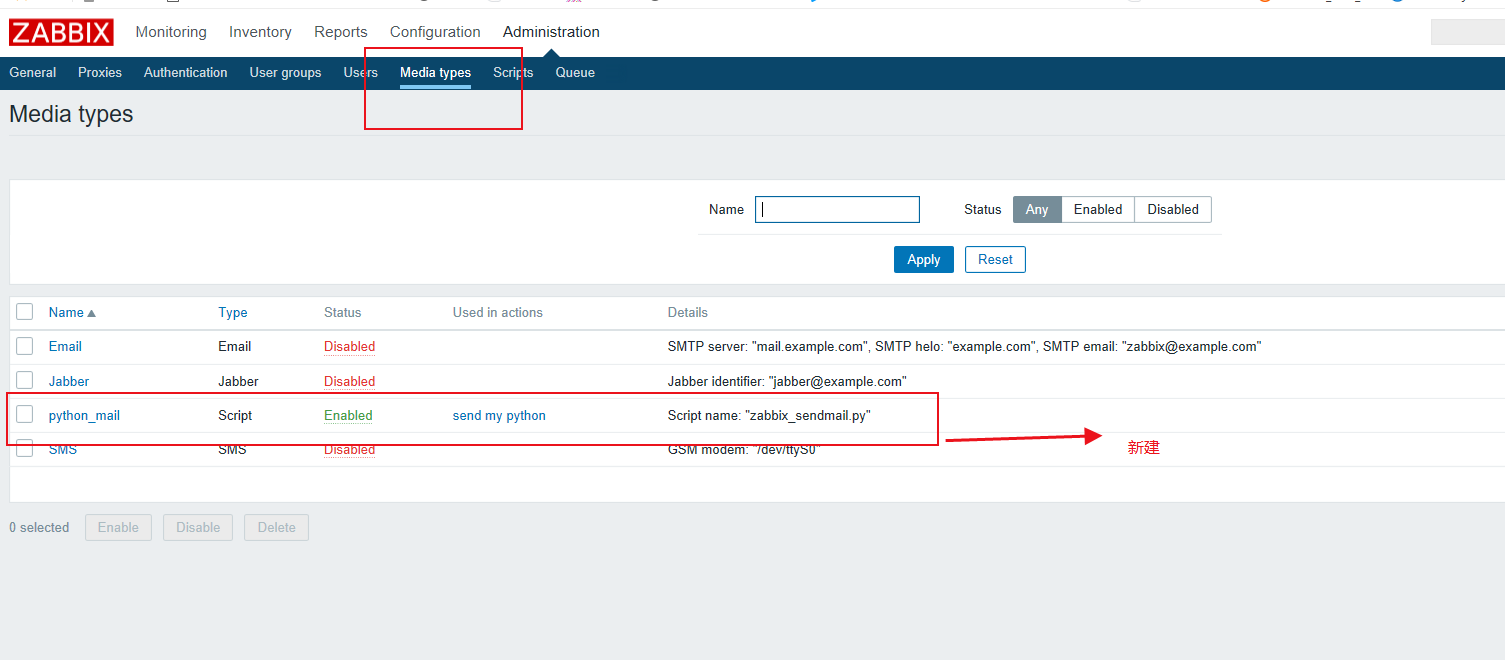 ZABBIX Monitoring Inventory Reports Configuration Administration
General Proxies Authentication User groups Users Media types Scripts Queue
Media types
Name Status Any Enabled Disabled
Apply Reset
Name Type Status Used in actions Details
Email Email Disabled SMTP server: "mail.example.com", SMTP helo: "example.com", SMTP email: "zabbix@example.com"
Jabber Jabber Disabled Jabber identifier: "jabber@example.com"
python_mail Script Enabled send my python Script name: "zabbix_sendmail.py"
SMS SMS Disabled GSM modem: "/dev/ttyS0"
新建
0 selected Enable Disable Delete